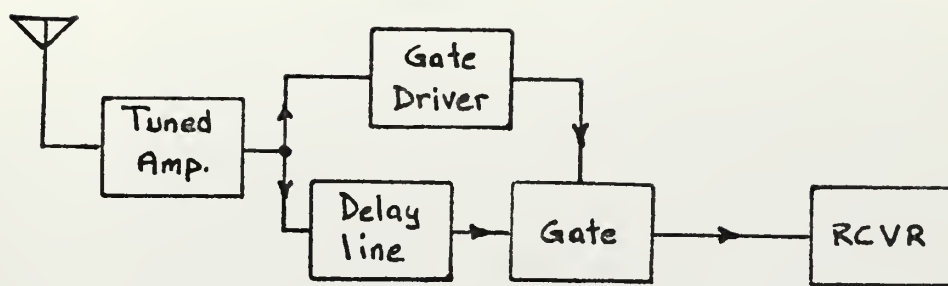 Gate
Driver
Tuned
Amp.
Delay
line
Gate
RCVR